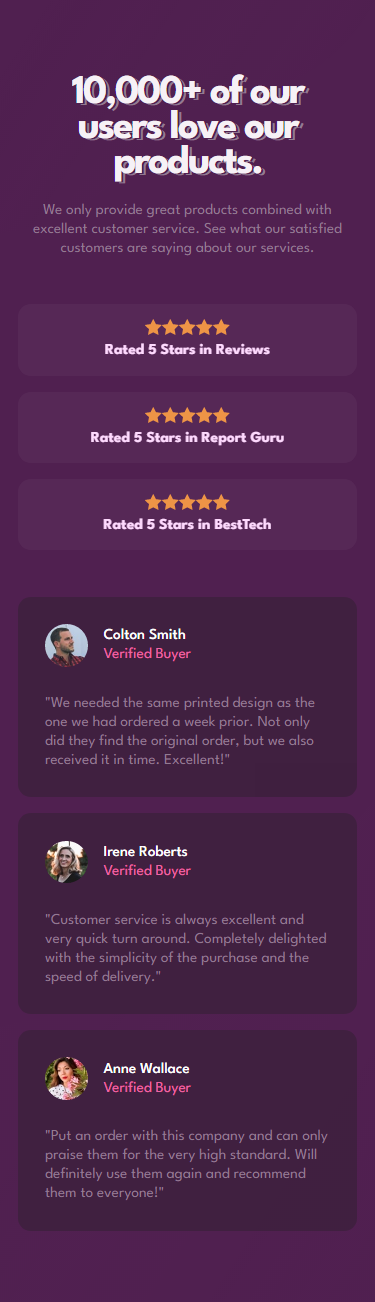 10,000+ of our
users love our
products.
We only provide great products combined with
excellent customer service. See what our satisfied
customers are saying about our services.
Rated 5 Stars in Reviews
Rated 5 Stars in Report Guru
Rated 5 Stars in BestTech
Colton Smith
Verified Buyer
"We needed the same printed design as the
one we had ordered a week prior. Not only
did they find the original order, but we also
received it in time. Excellent!"
Irene Roberts
Verified Buyer
"Customer service is always excellent and
very quick turn around. Completely delighted
with the simplicity of the purchase and the
speed of delivery."
Anne Wallace
Verified Buyer
"Put an order with this company and can only
praise them for the very high standard. Will
definitely use them again and recommend
them to everyone!"